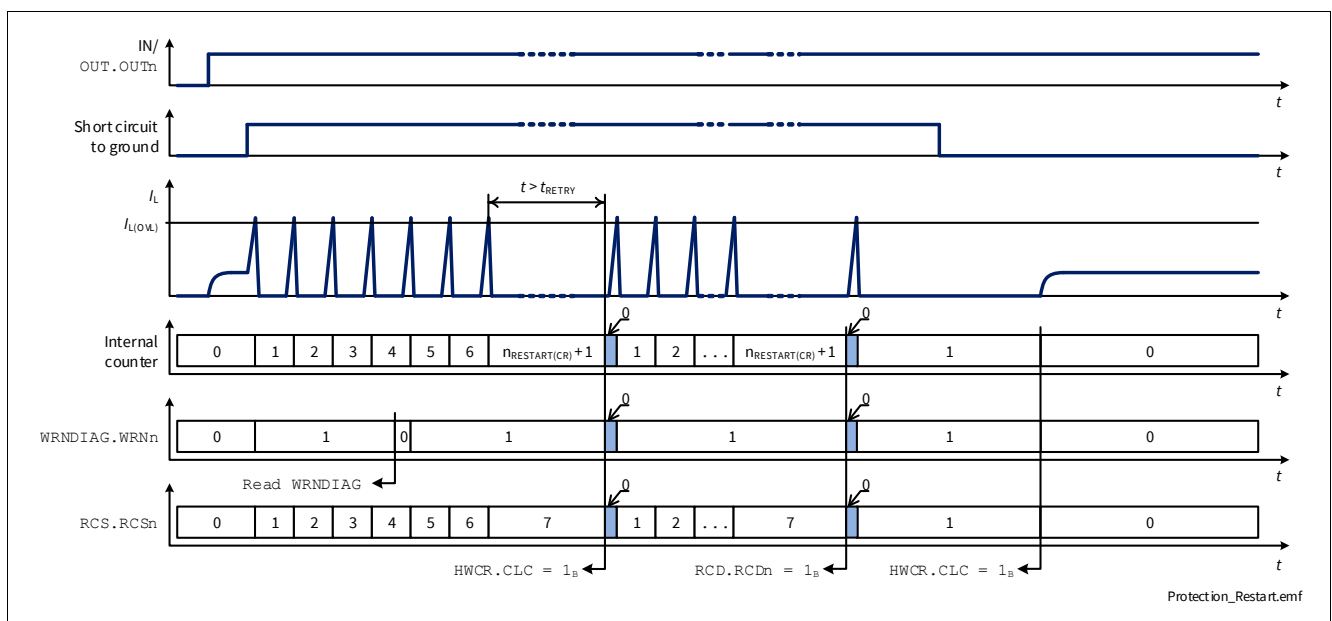 IN/
OUT.OUTn
t
Short circuit
to ground
t
t > tRETRY
IL
IL(OVL)
t
0
Internal
counter
0 1 2 3 4 5 6 nRESTART(CR)+1 1 2 ... nRESTART(CR)+1 1 0
t
0 0
WRNDIAG.WRNn 0 1 0 1 1 1 0
t
Read WRNDIAG
0 0
RCS.RCSn 0 1 2 3 4 5 6 7 1 2 ... 7 1 0
t
HWCR.CLC = 1B RCD.RCDn = 1B HWCR.CLC = 1B
Protection_Restart.emf